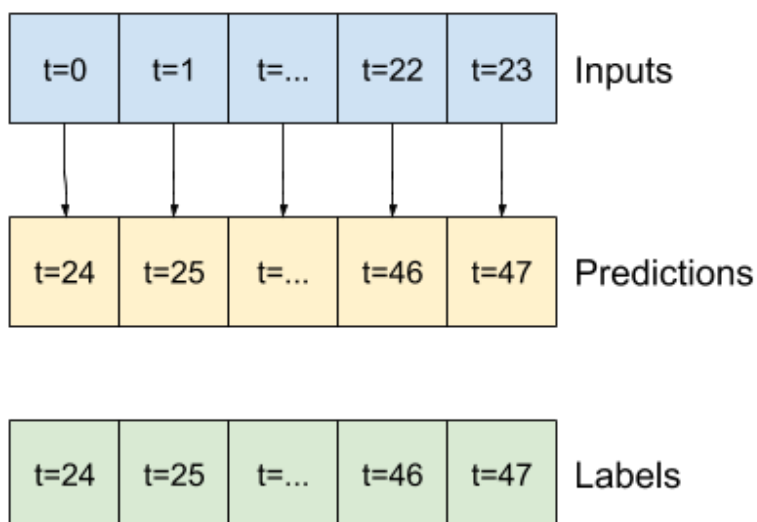 t=0 t=1 t=... t=22 t=23 Inputs
t=24 t=25 t=... t=46 t=47 Predictions
t=24 t=25 t=... t=46 t=47 Labels